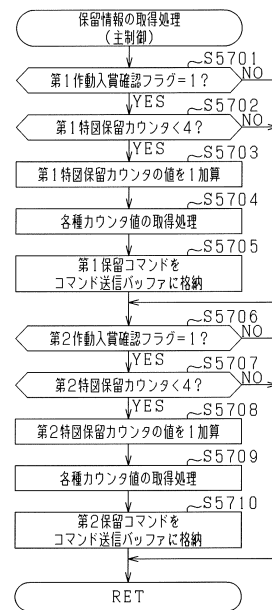 保留情報の取得処理
(主制御)
S5701
第1作動入賞確認フラグ=1?
NO
YES
S5702
第1特図保留カウンタ<4?
NO
YES
S5703
第1特図保留カウンタの値を1加算
S5704
各種カウンタ値の取得処理
S5705
第1保留コマンドを
コマンド送信バッファに格納
S5706
第2作動入賞確認フラグ=1?
NO
YES
S5707
第2特図保留カウンタ<4?
NO
YES
S5708
第2特図保留カウンタの値を1加算
S5709
各種カウンタ値の取得処理
S5710
第2保留コマンドを
コマンド送信バッファに格納
RET